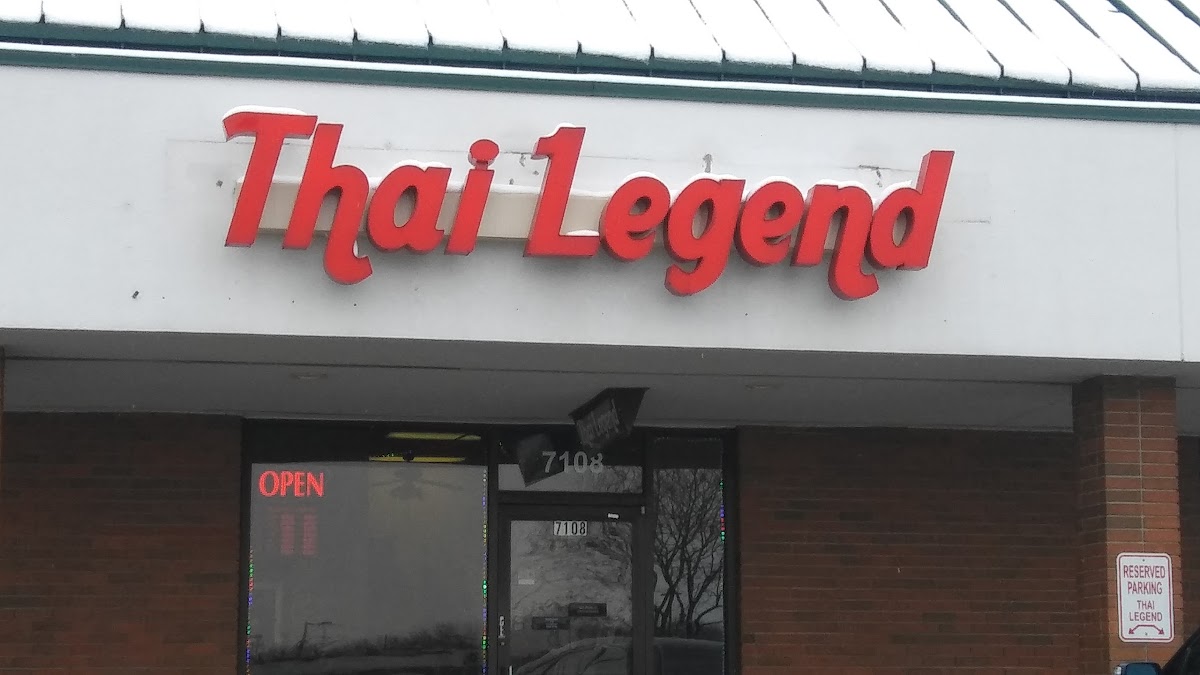 Thai Legend
7108
OPEN
7108
RESERVED
PARKING
THAI
LEGEND